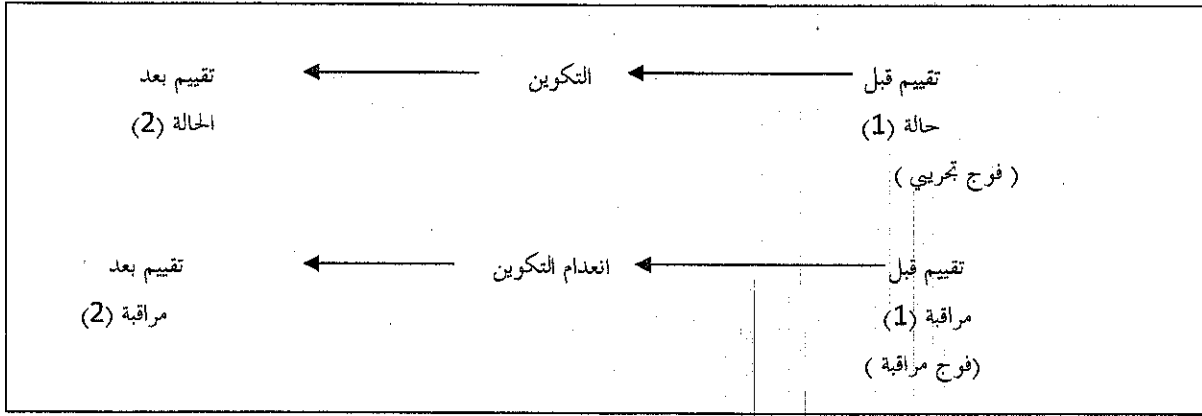 تقييم قبل التكوين تقييم بعد
حالة (1) الحالة (2)
( فوج تجريبي )
تقييم قبل انعدام التكوين تقييم بعد
مراقبة (1) مراقبة (2)
(فوج مراقبة )